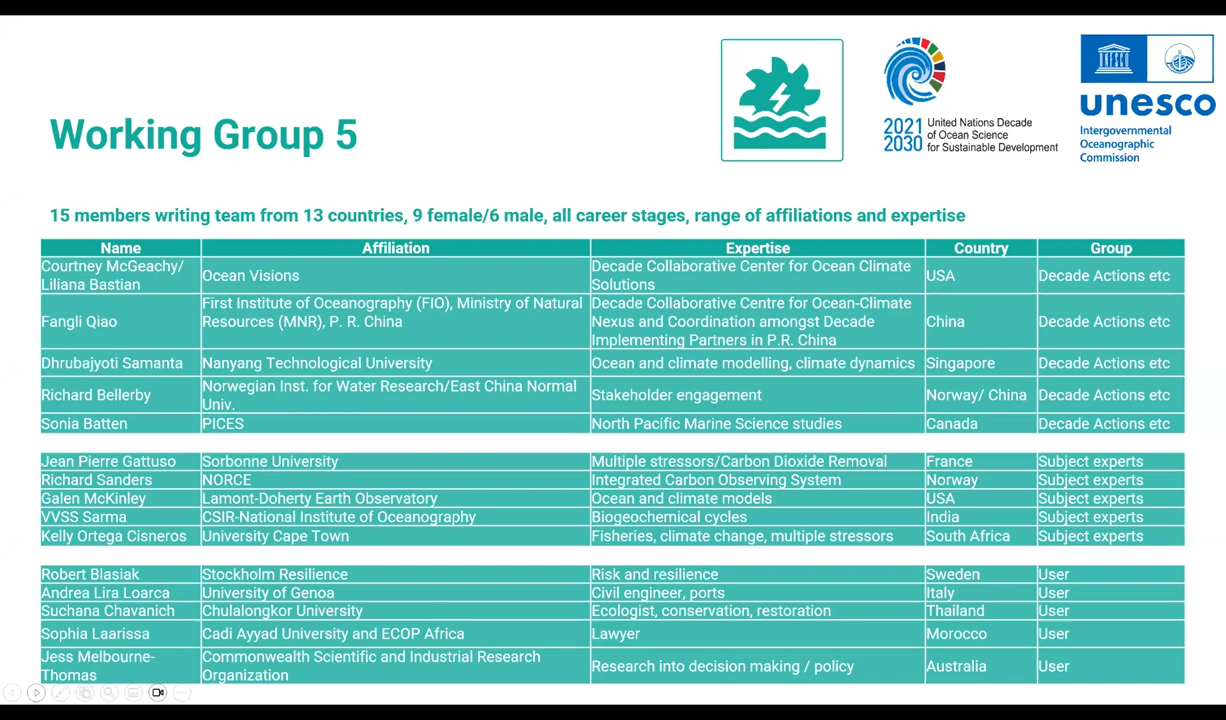 Working Group 5
2021
2030
United Nations Decade
of Ocean Science
for Sustainable Development
unesco
Intergovernmental
Oceanographic
Commission
15 members writing team from 13 countries, 9 female/6 male, all career stages, range of affiliations and expertise
Name Affiliation Expertise Country Group
Courtney McGeachy/
Liliana Bastian
Ocean Visions
Decade Collaborative Center for Ocean Climate
Solutions
USA
Decade Actions etc
Fangli Qiao
First Institute of Oceanography (FIO), Ministry of Natural
Resources (MNR), P. R. China
Decade Collaborative Centre for Ocean-Climate
Nexus and Coordination amongst Decade
Implementing Partners in P.R. China
China
Decade Actions etc
Dhrubajyoti Samanta Nanyang Technological University Ocean and climate modelling, climate dynamics Singapore Decade Actions etc
Richard Bellerby
Norwegian Inst. for Water Research/East China Normal
Univ.
Stakeholder engagement
Norway/ China
Decade Actions etc
Sonia Batten PICES North Pacific Marine Science studies Canada Decade Actions etc
Jean Pierre Gattuso Sorbonne University Multiple stressors/Carbon Dioxide Removal France Subject experts
Richard Sanders NORCE Integrated Carbon Observing System Norway Subject experts
Galen McKinley Lamont-Doherty Earth Observatory Ocean and climate models USA Subject experts
VVSS Sarma CSIR-National Institute of Oceanography Biogeochemical cycles India Subject experts
Kelly Ortega Cisneros University Cape Town Fisheries, climate change, multiple stressors South Africa Subject experts
Robert Blasiak Stockholm Resilience Risk and resilience Sweden User
Andrea Lira Loarca University of Genoa Civil engineer, ports Italy User
Suchana Chavanich Chulalongkor University Ecologist, conservation, restoration Thailand User
Sophia Laarissa Cadi Ayyad University and ECOP Africa Lawyer Morocco User
Jess Melbourne-
Thomas
Commonwealth Scientific and Industrial Research
Organization
Research into decision making / policy
Australia
User